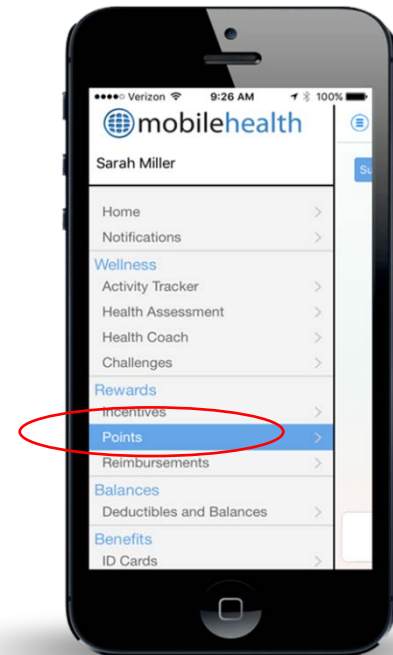 Verizon 9:26 AM 100%
mobilehealth
Sarah Miller
Su
Home
Notifications
Wellness
Activity Tracker
Health Assessment
Health Coach
Challenges
Rewards
Incentives
Points
Reimbursements
Balances
Deductibles and Balances
Benefits
ID Cards